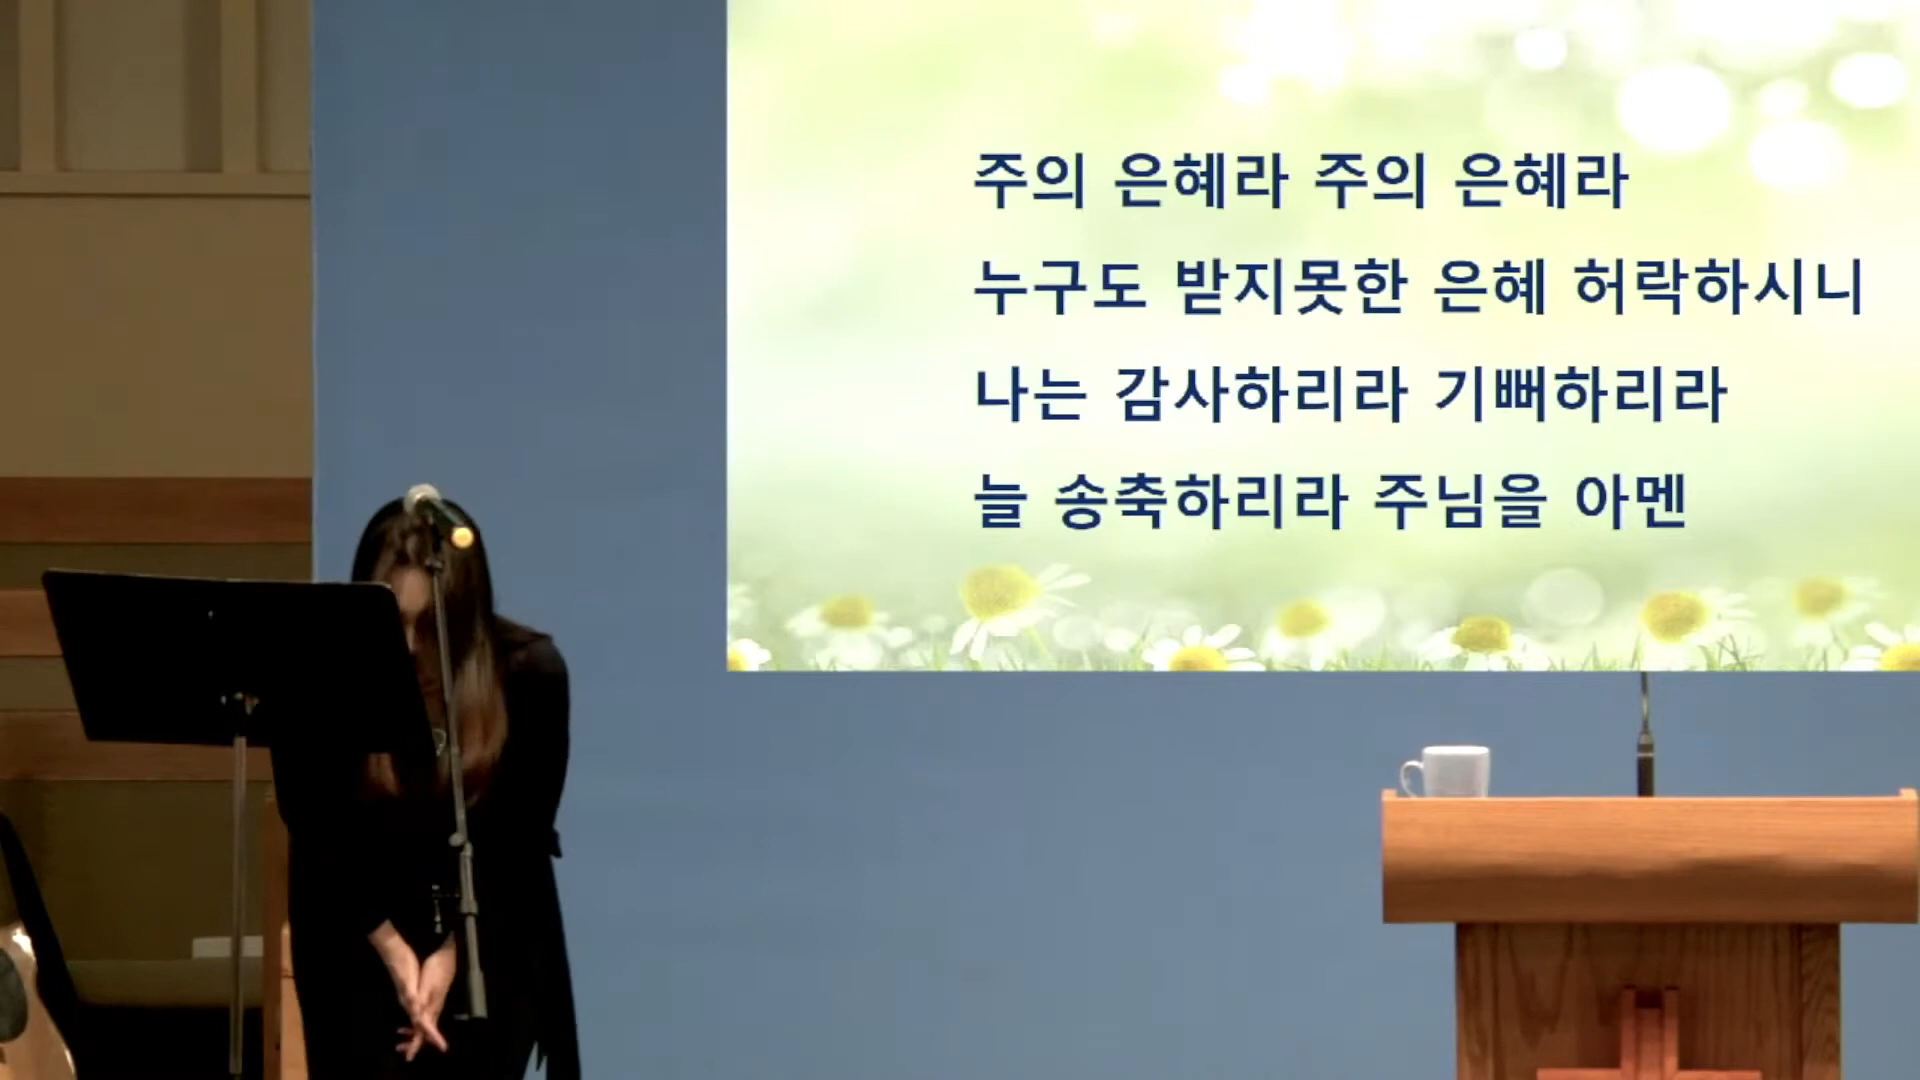 주의 은혜라 주의 은혜라
누구도 받지못한 은혜 허락하시니
나는 감사하리라 기뻐하리라
늘 송축하리라 주님을 아멘